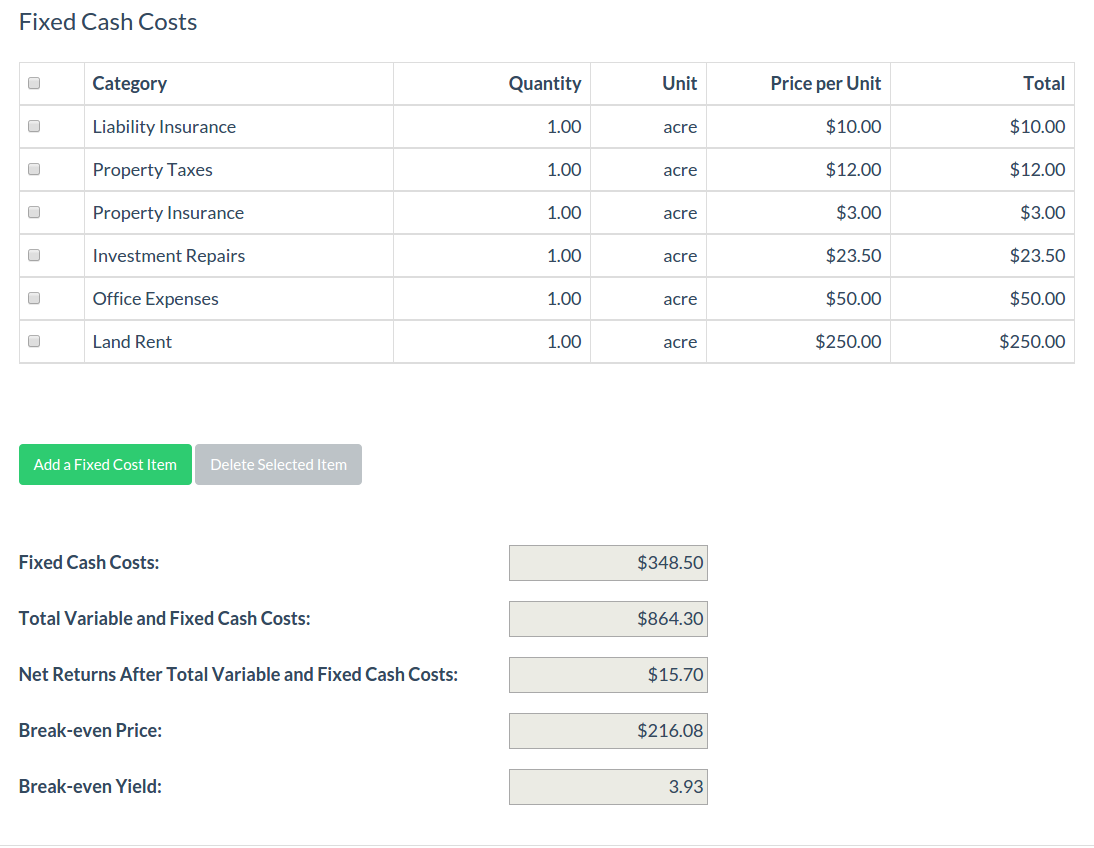 Fixed Cash Costs
Category Quantity Unit Price per Unit Total
Liability Insurance 1.00 acre $10.00 $10.00
Property Taxes 1.00 acre $12.00 $12.00
Property Insurance 1.00 acre $3.00 $3.00
Investment Repairs 1.00 acre $23.50 $23.50
Office Expenses 1.00 acre $50.00 $50.00
Land Rent 1.00 acre $250.00 $250.00
Add a Fixed Cost Item Delete Selected Item
Fixed Cash Costs: $348.50
Total Variable and Fixed Cash Costs: $864.30
Net Returns After Total Variable and Fixed Cash Costs: $15.70
Break-even Price: $216.08
Break-even Yield: 3.93